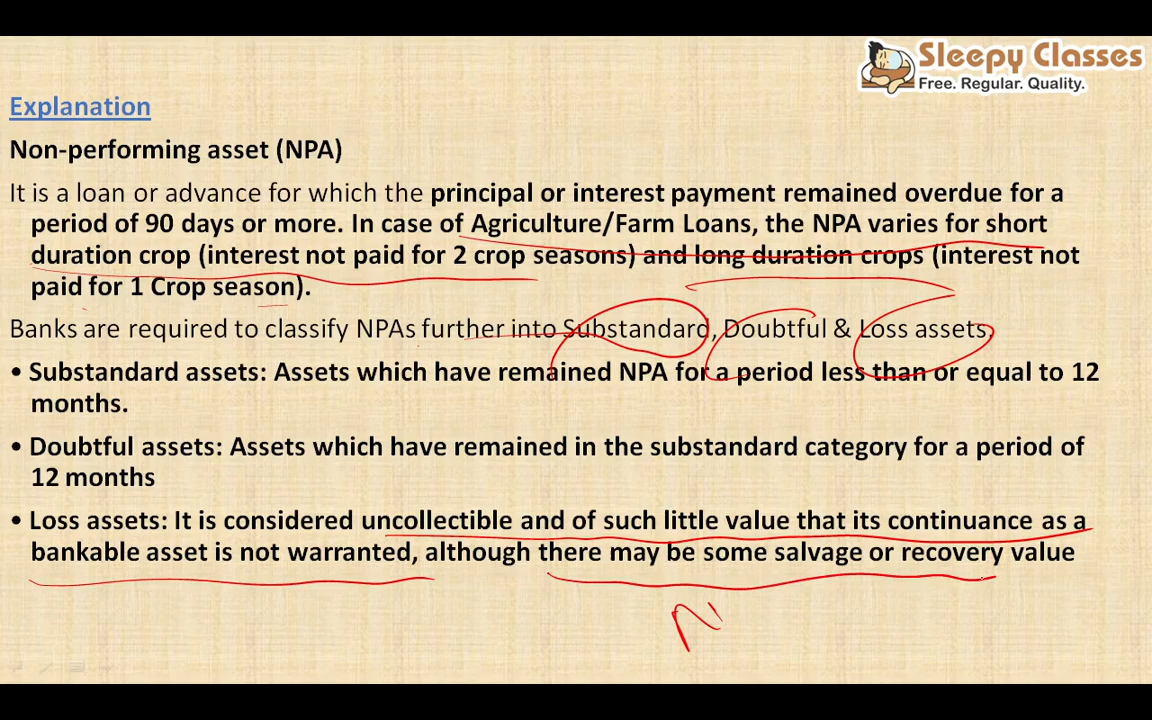 Sleepy Classes
Free. Regular. Quality.
Explanation
Non-performing asset (NPA)
It is a loan or advance for which the principal or interest payment remained overdue for a
period of 90 days or more. In case of Agriculture/Farm Loans, the NPA varies for short
duration crop (interest not paid for 2 crop seasons) and long duration crops (interest not
paid for 1 Crop season).
Banks are required to classify NPAs further into Substandard, Doubtful & Loss assets.
• Substandard assets: Assets which have remained NPA for a period less than or equal to 12
months.
• Doubtful assets: Assets which have remained in the substandard category for a period of
12 months
• Loss assets: It is considered uncollectible and of such little value that its continuance as a
bankable asset is not warranted, although there may be some salvage or recovery value
N